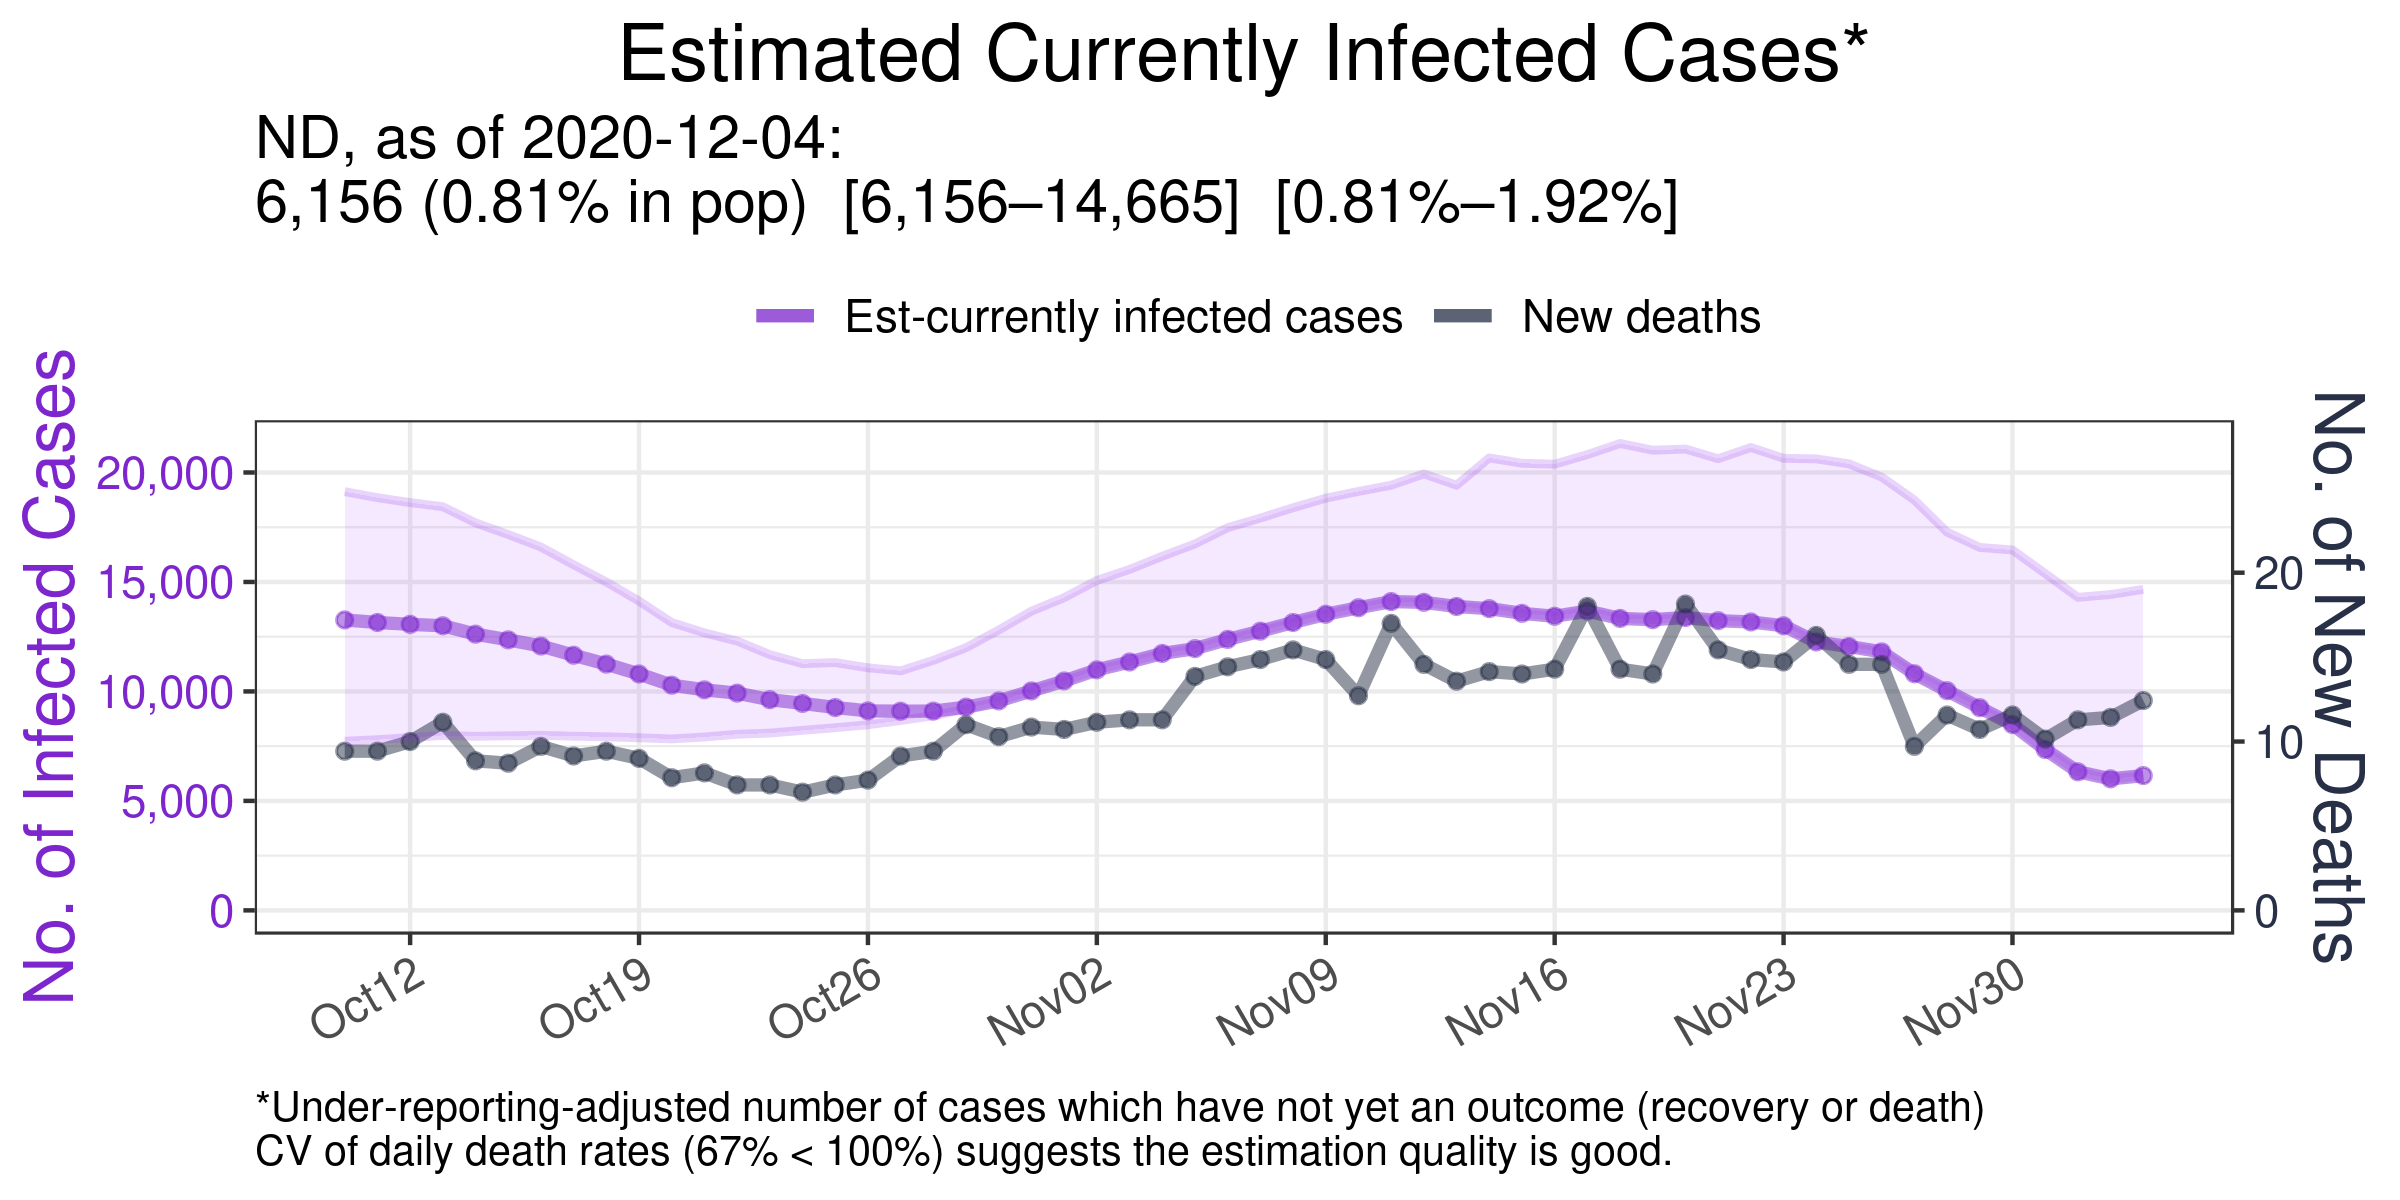 Estimated Currently Infected Cases*
ND, as of 2020-12-04:
6,156 (0.81% in pop)  [6,156–14,665]  [0.81%–1.92%]
Est-currently infected cases
New deaths
No. of Infected Cases
20,000
15,000
10,000
5,000
0
No. of New Deaths
20
10
0
Oct12
Oct19
Oct26
Nov02
Nov09
Nov16
Nov23
Nov30
*Under-reporting-adjusted number of cases which have not yet an outcome (recovery or death)
CV of daily death rates (67% < 100%) suggests the estimation quality is good.